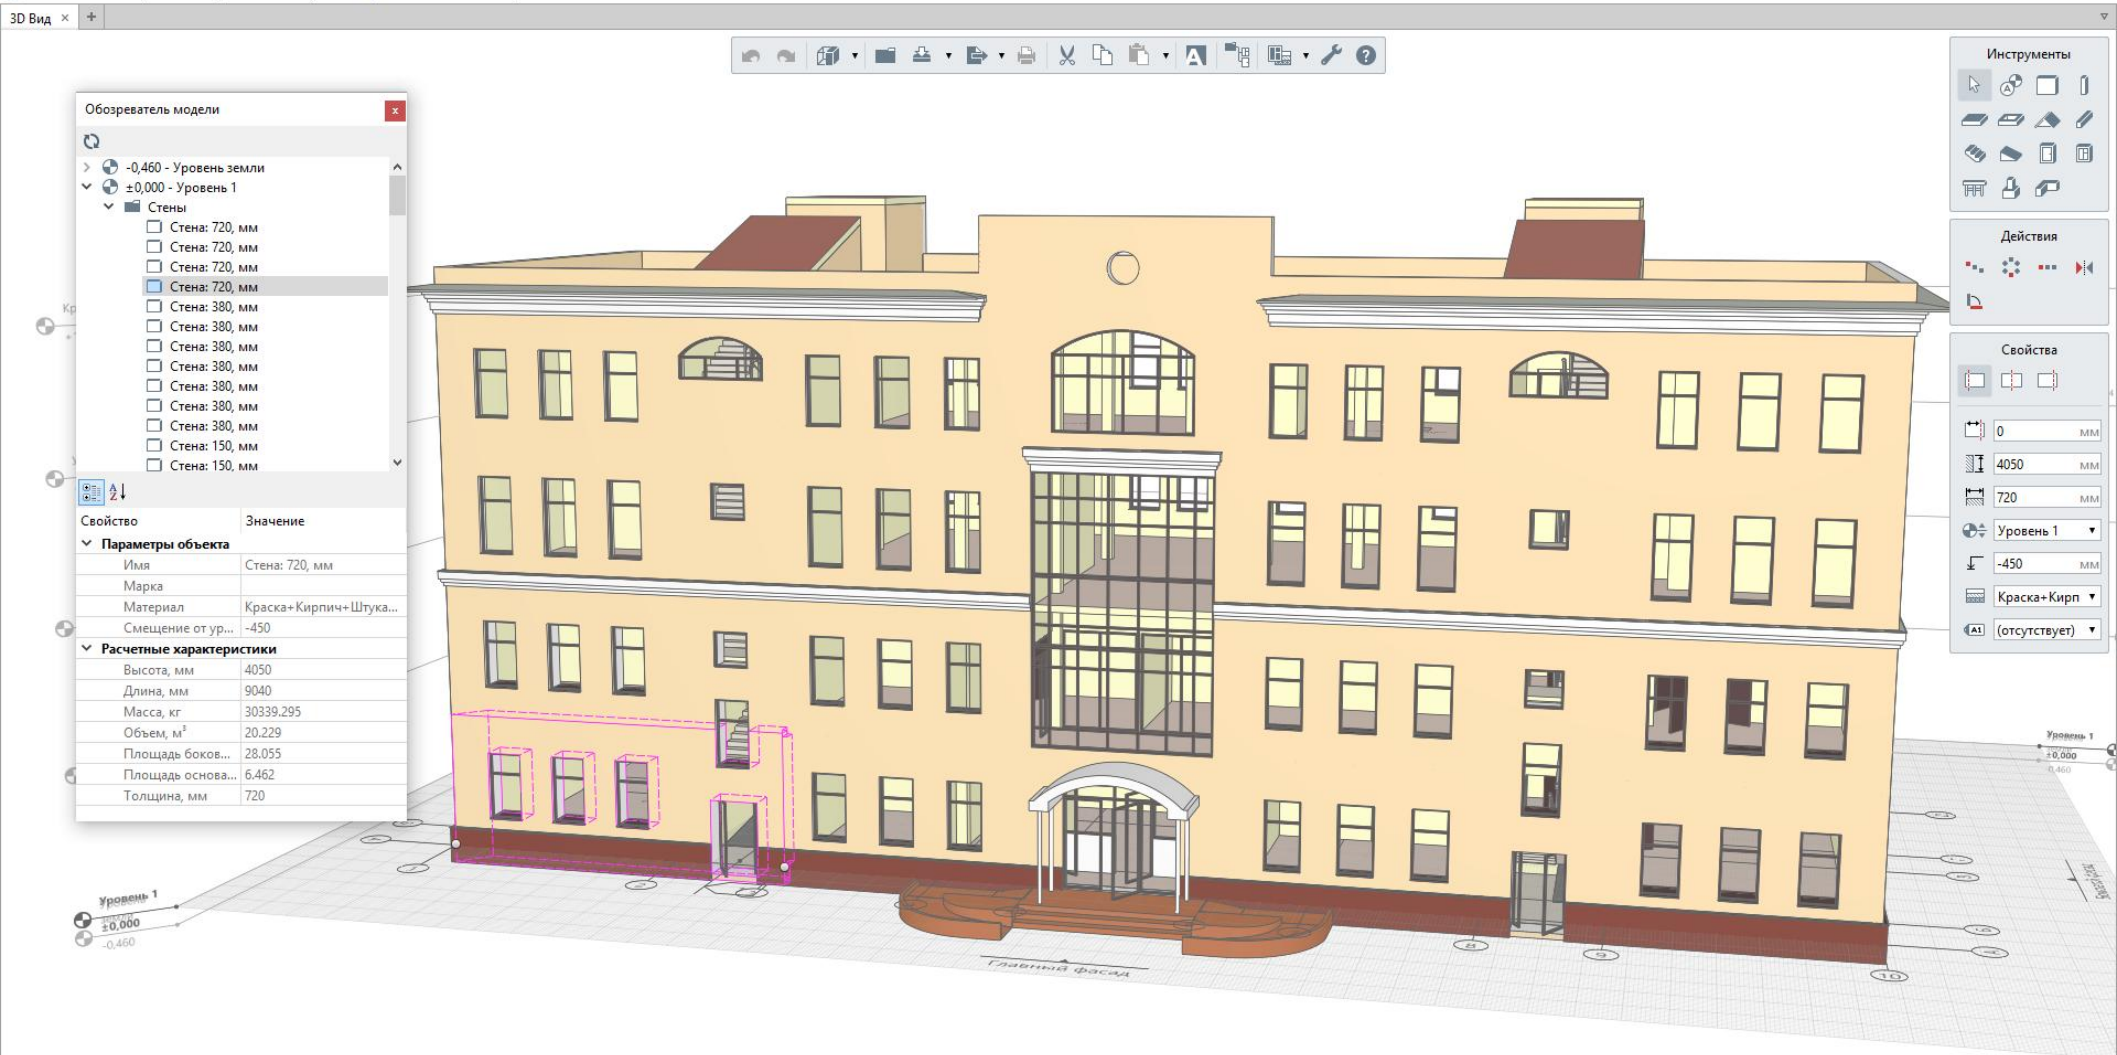 3D Вид
Инструменты
Обозреватель модели
-0,460 - Уровень земли
±0,000 - Уровень 1
Стены
Стена: 720, мм
Стена: 720, мм
Стена: 720, мм
Стена: 720, мм
Стена: 380, мм
Стена: 380, мм
Стена: 380, мм
Стена: 380, мм
Стена: 380, мм
Стена: 380, мм
Стена: 380, мм
Стена: 150, мм
Стена: 150, мм
Свойство Значение
Параметры объекта
Имя Стена: 720, мм
Марка
Материал Краска+Кирпич+Штука...
Смещение от ур... -450
Расчетные характеристики
Высота, мм 4050
Длина, мм 9040
Масса, кг 30339.295
Объем, м³ 20.229
Площадь боков... 28.055
Площадь основа... 6.462
Толщина, мм 720
Действия
Свойства
0 мм
4050 мм
720 мм
Уровень 1
-450 мм
Краска+Кирп
A1 (отсутствует)
Уровень 1
±0,000
-0,460
Уровень 1
±0,000
-0,460
Главный фасад
1
2
8
9
10